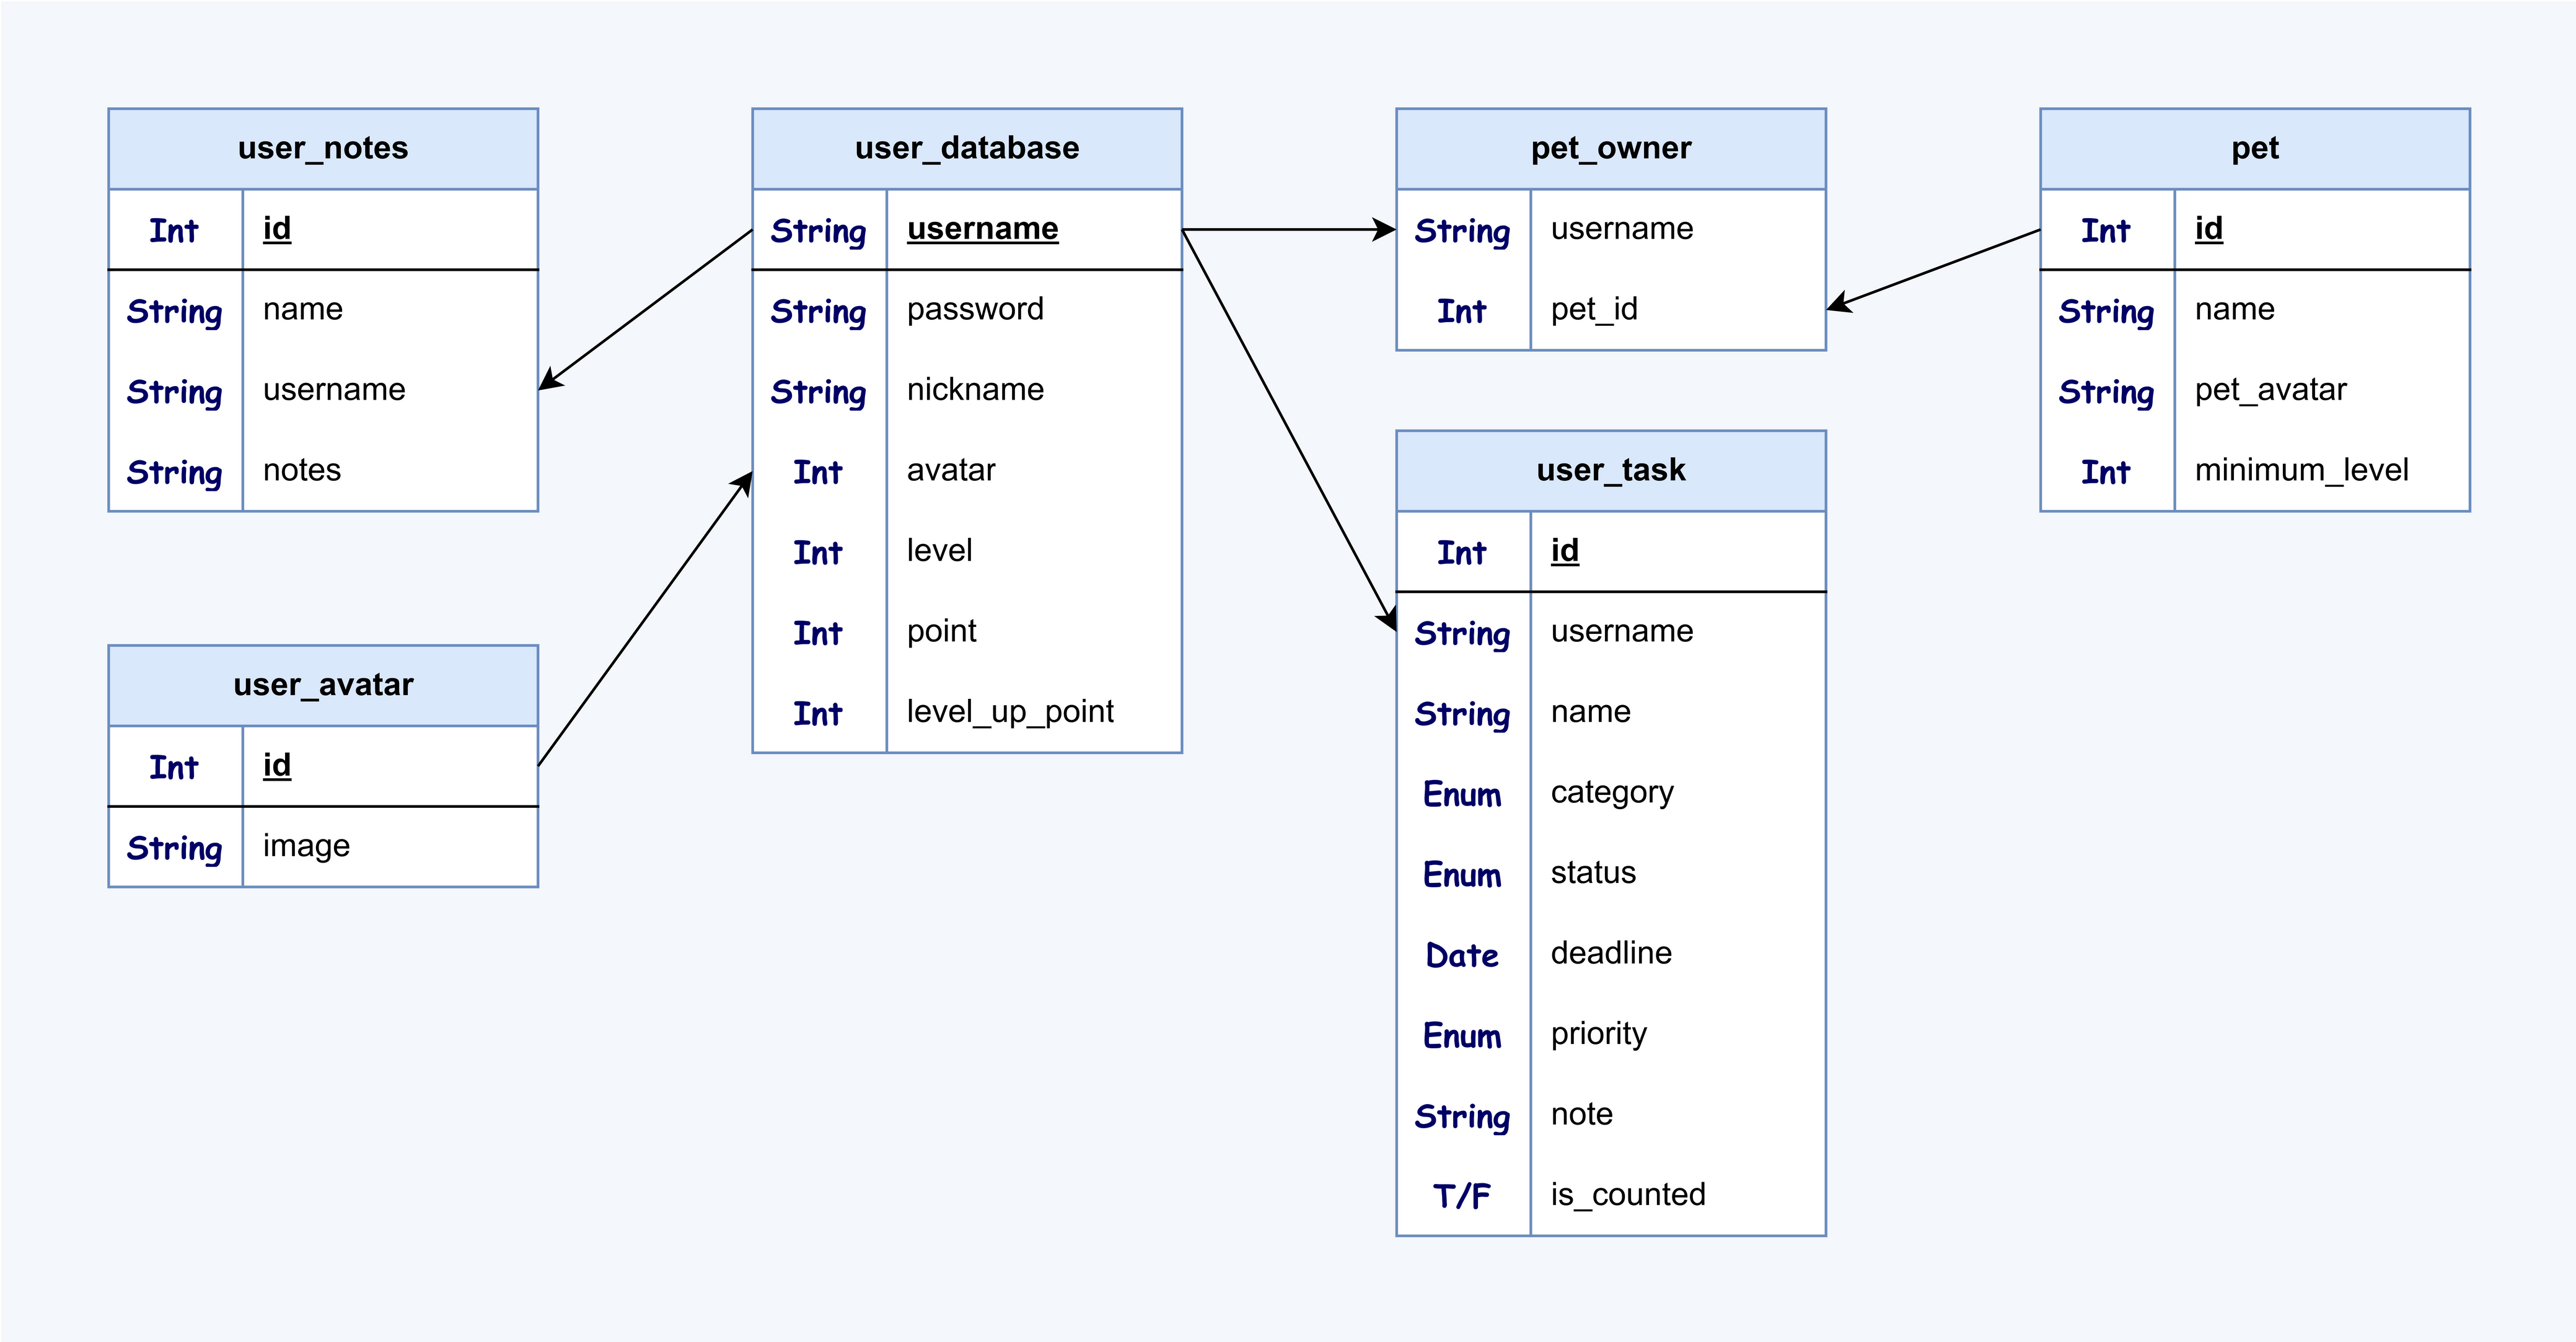 user_notes
Int id
String name
String username
String notes
user_avatar
Int id
String image
user_database
String username
String password
String nickname
Int avatar
Int level
Int point
Int level_up_point
pet_owner
String username
Int pet_id
user_task
Int id
String username
String name
Enum category
Enum status
Date deadline
Enum priority
String note
T/F is_counted
pet
Int id
String name
String pet_avatar
Int minimum_level